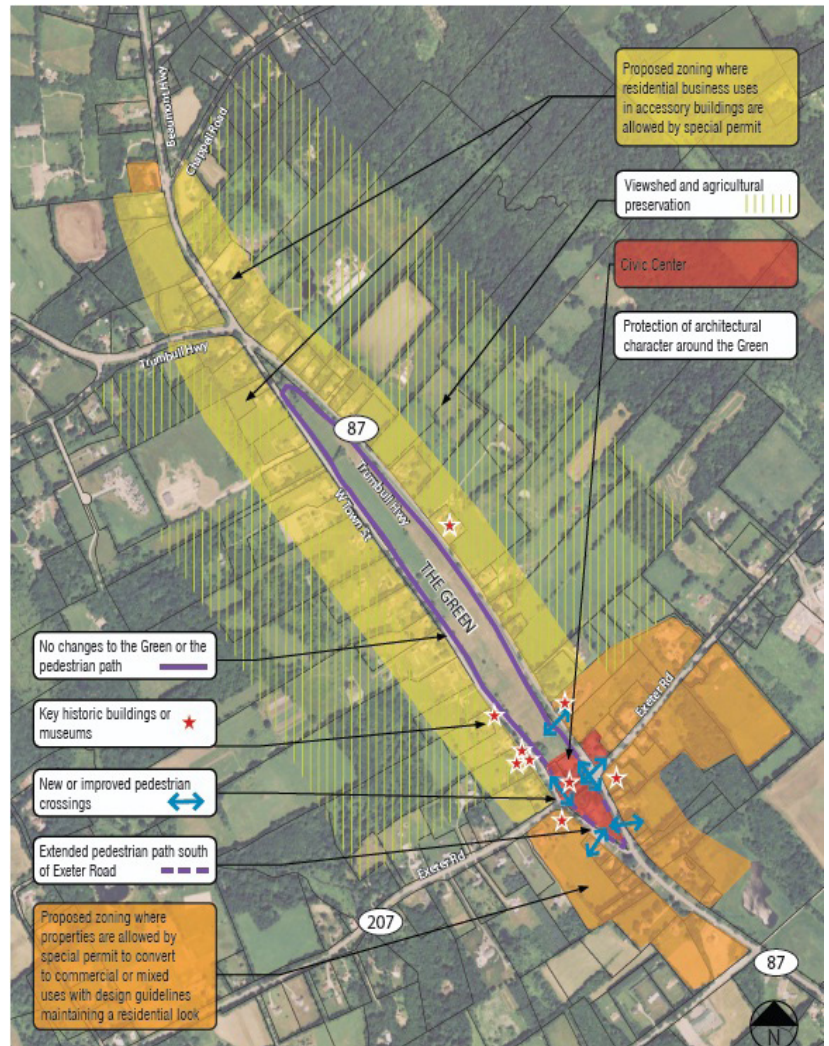 Beaumont Hwy
Chappel Road
Proposed zoning where
residential business uses
in accessory buildings are
allowed by special permit
Viewshed and agricultural
preservation
Civic Center
Protection of architectural
character around the Green
Trumbull Hwy
87
Trumbull Hwy
W Town St.
THE GREEN
No changes to the Green or the
pedestrian path
Key historic buildings or
museums
New or improved pedestrian
crossings
Extended pedestrian path south
of Exeter Road
Proposed zoning where
properties are allowed by
special permit to convert
to commercial or mixed
uses with design guidelines
maintaining a residential look
Exeter Rd
Exeter Rd
207
87
N